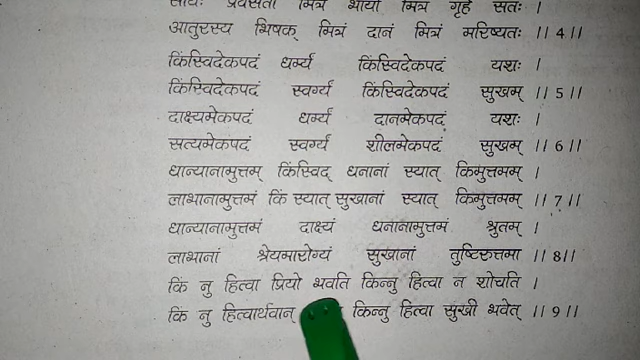 सार्थः प्रवसतो मित्रं भार्या मित्रं गृहे सतः ।
आतुरस्य भिषक् मित्रं दानं मित्रं मरिष्यतः ।। 4 ।।
किंस्विदेकपदं धर्म्यं किंस्विदेकपदं यशः ।
किंस्विदेकपदं स्वर्ग्यं किंस्विदेकपदं सुखम् ।। 5 ।।
दाक्ष्यमेकपदं धर्म्यं दानमेकपदं यशः ।
सत्यमेकपदं स्वर्ग्यं शीलमेकपदं सुखम् ।। 6 ।।
धान्यानामुत्तमम् किंस्विद् धनानां स्यात् किमुत्तमम् ।
लाभानामुत्तमं किं स्यात् सुखानां स्यात् किमुत्तमम् ।। 7 ।।
धान्यानामुत्तमं दाक्ष्यं धनानामुत्तमं श्रुतम् ।
लाभानां श्रेयमारोग्यं सुखानां तुष्टिरुत्तमा ।। 8।।
किं नु हित्वा प्रियो भवति किन्नु हित्वा न शोचति ।
किं नु हित्वार्थवान् किन्नु हित्वा सुखी भवेत् ।। 9 ।।